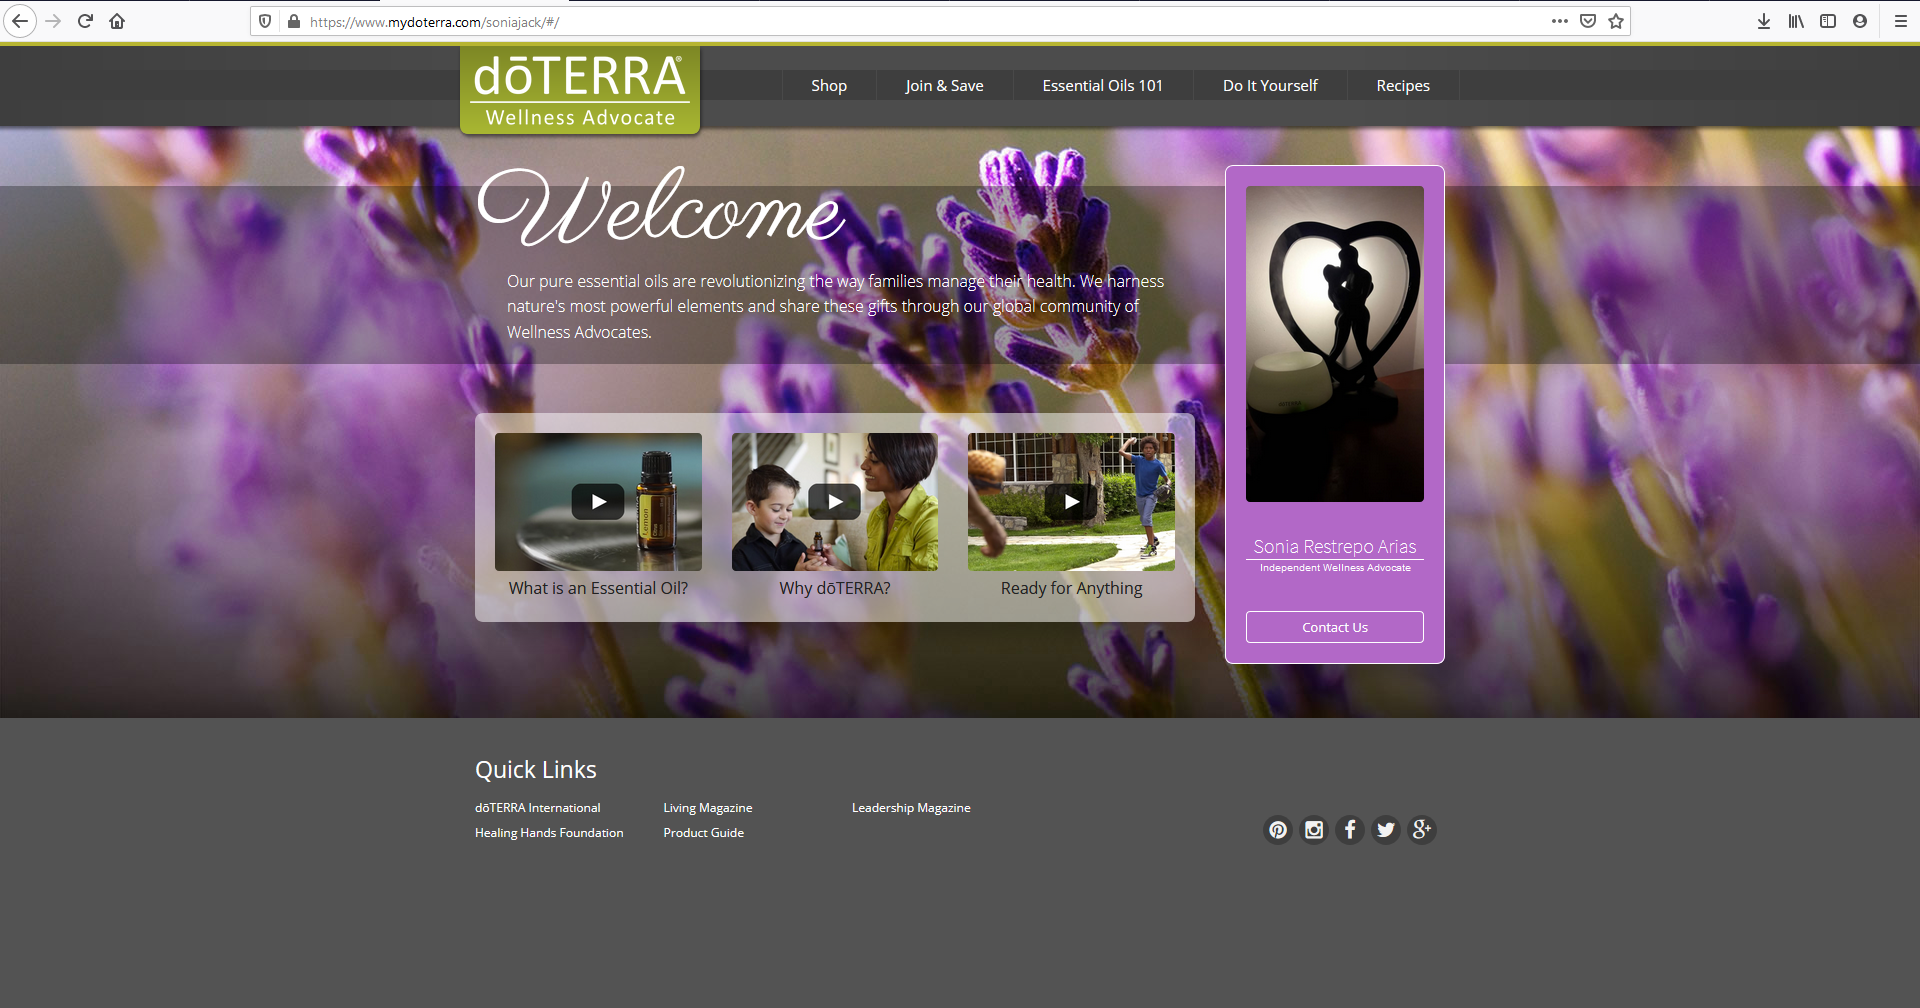 https://www.mydoterra.com/soniajack/#/
dōTERRA®
Wellness Advocate
Shop
Join & Save
Essential Oils 101
Do It Yourself
Recipes
Welcome
Our pure essential oils are revolutionizing the way families manage their health. We harness
nature's most powerful elements and share these gifts through our global community of
Wellness Advocates.
dōTERRA
Lemon
What is an Essential Oil?
Why dōTERRA?
Ready for Anything
Sonia Restrepo Arias
Independent Wellness Advocate
Contact Us
Quick Links
dōTERRA International
Living Magazine
Leadership Magazine
Healing Hands Foundation
Product Guide